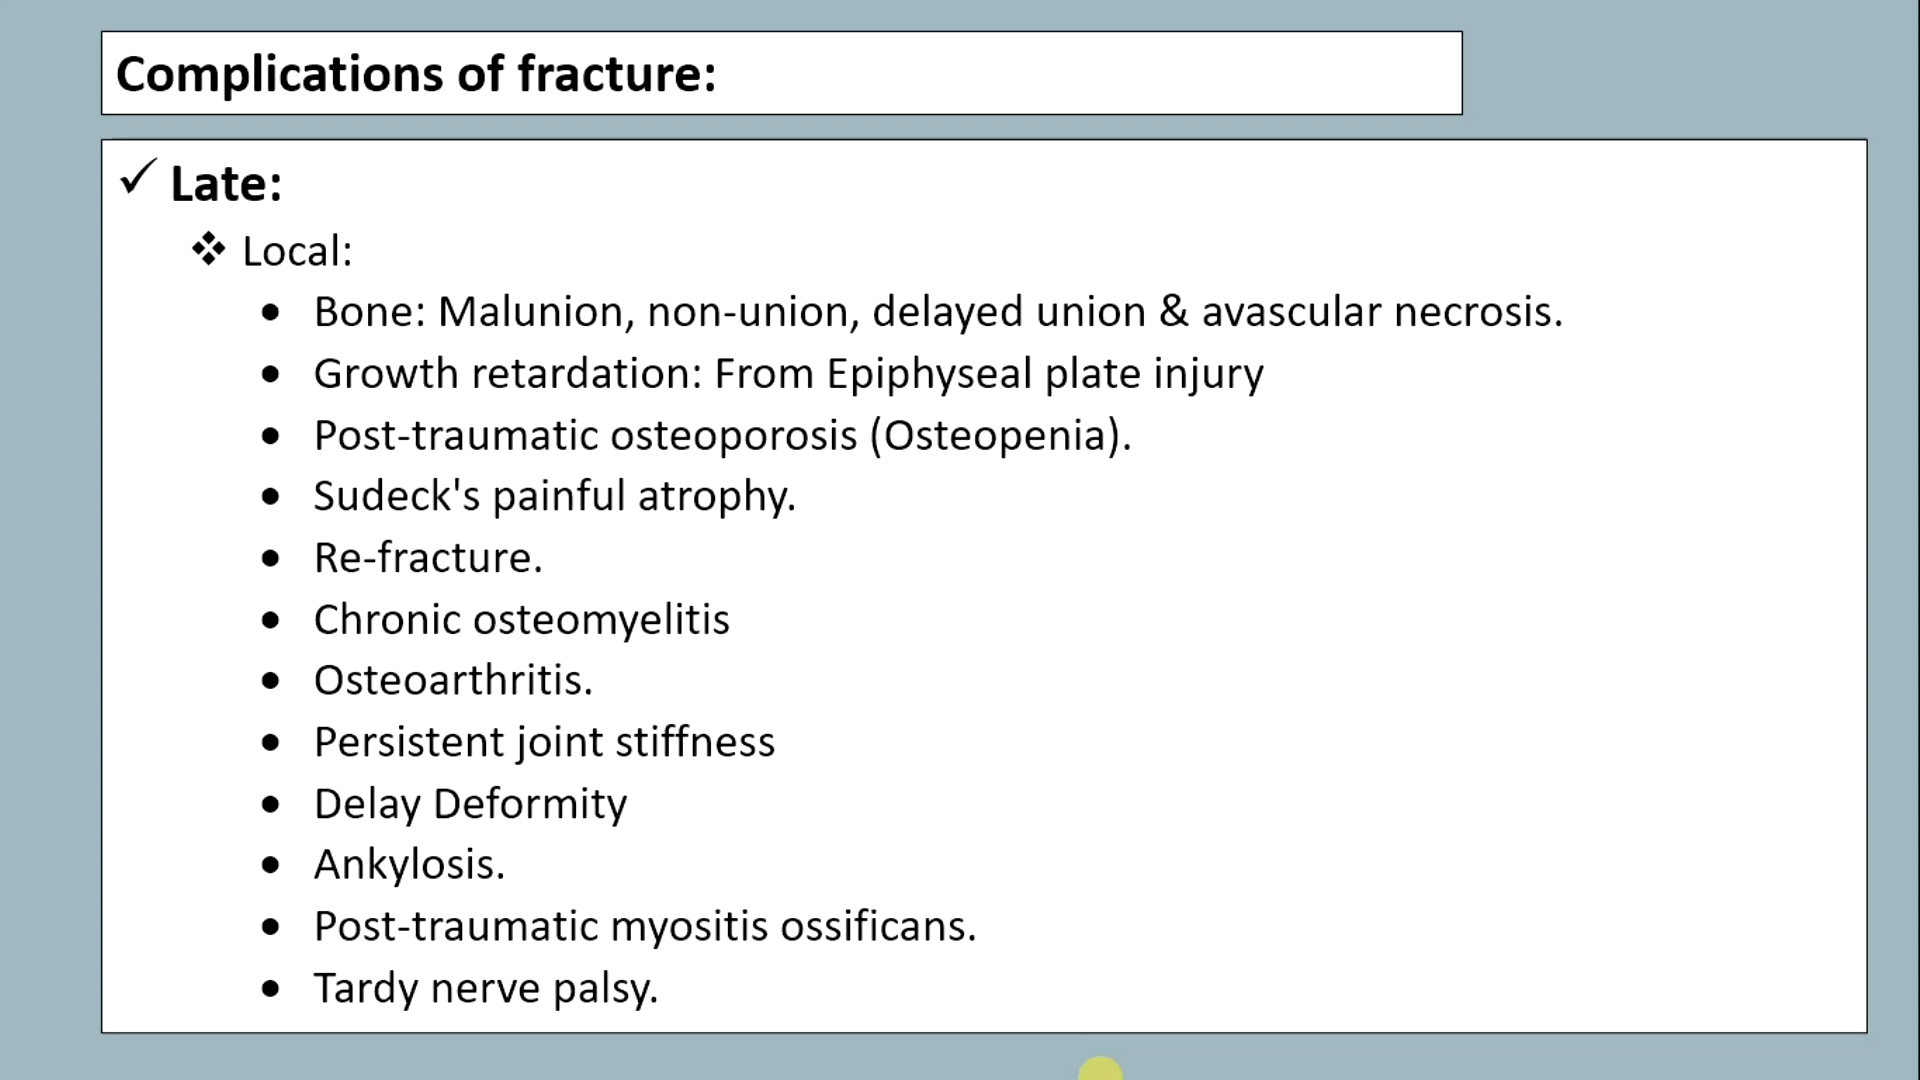 Complications of fracture:
✓ Late:
❖ Local:
• Bone: Malunion, non-union, delayed union & avascular necrosis.
• Growth retardation: From Epiphyseal plate injury
• Post-traumatic osteoporosis (Osteopenia).
• Sudeck's painful atrophy.
• Re-fracture.
• Chronic osteomyelitis
• Osteoarthritis.
• Persistent joint stiffness
• Delay Deformity
• Ankylosis.
• Post-traumatic myositis ossificans.
• Tardy nerve palsy.